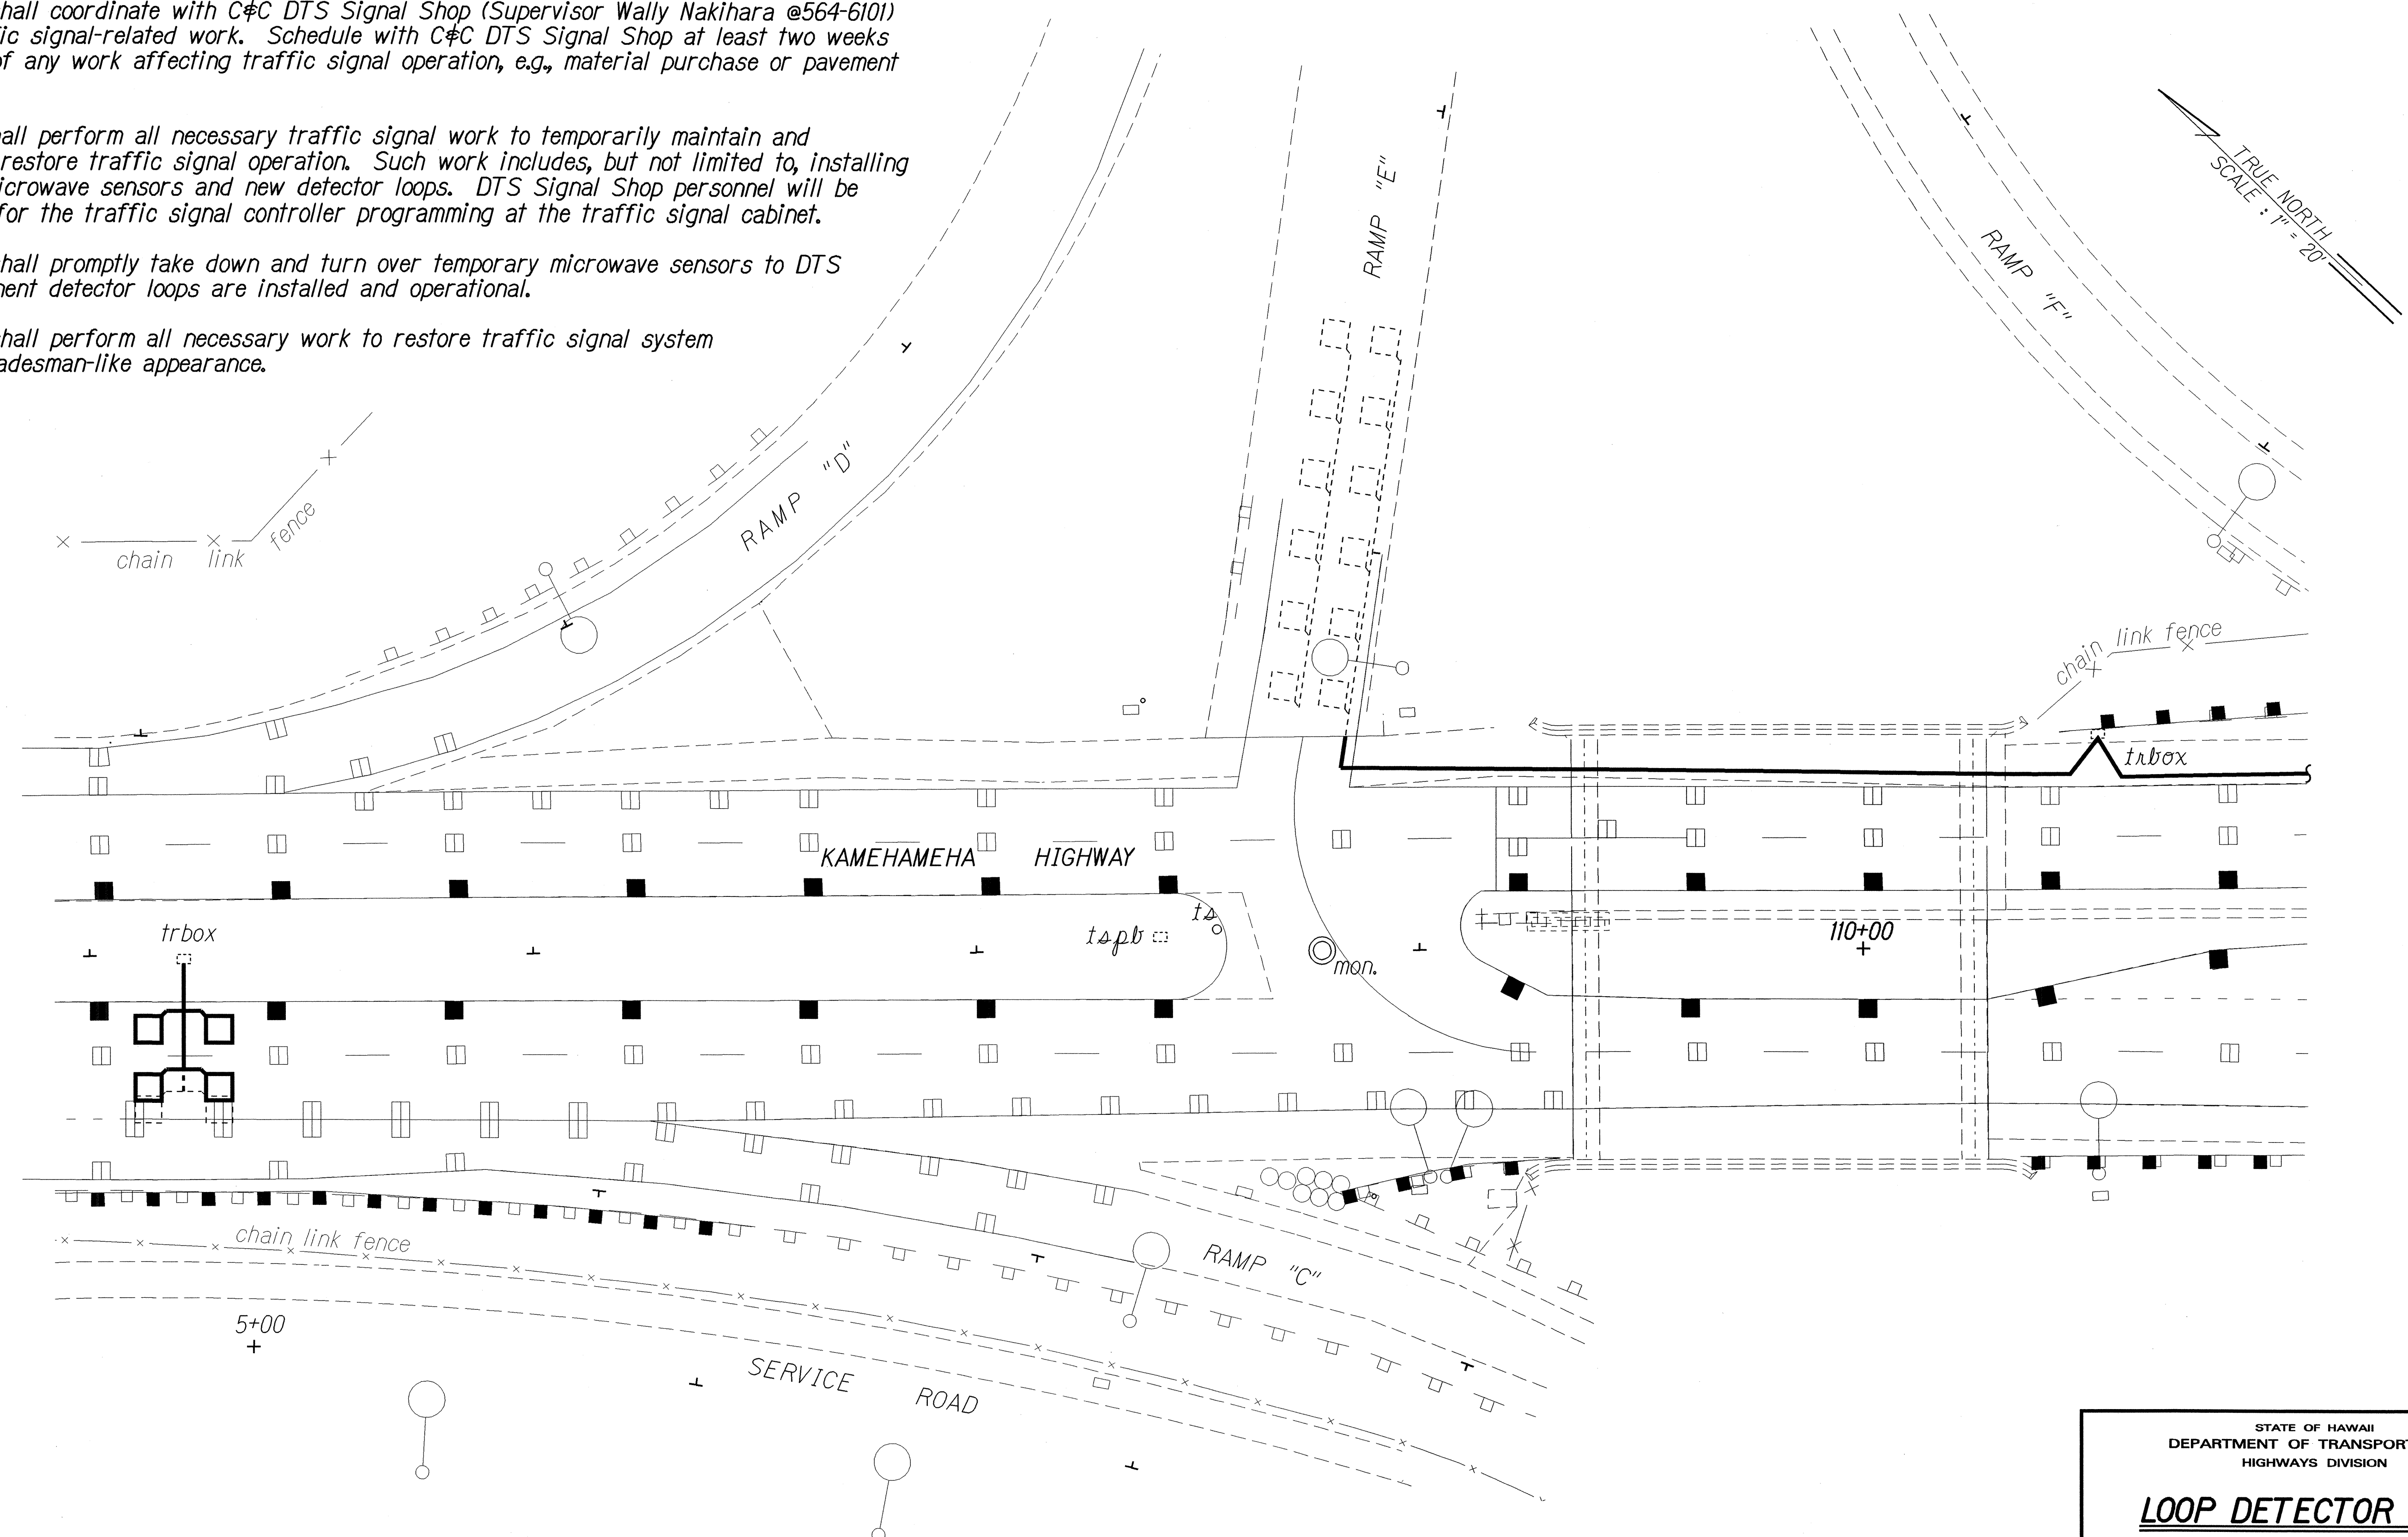 hall coordinate with C&C DTS Signal Shop (Supervisor Wally Nakihara @564-6101)
signal-related work. Schedule with C&C DTS Signal Shop at least two weeks
of any work affecting traffic signal operation, e.g., material purchase or pavement
all perform all necessary traffic signal work to temporarily maintain and
restore traffic signal operation. Such work includes, but not limited to, installing
icrowave sensors and new detector loops. DTS Signal Shop personnel will be
for the traffic signal controller programming at the traffic signal cabinet.
hall promptly take down and turn over temporary microwave sensors to DTS
nent detector loops are installed and operational.
hall perform all necessary work to restore traffic signal system
adesman-like appearance.
TRUE NORTH
SCALE : 1" = 20'
RAMP "E"
RAMP "F"
RAMP "D"
chain link fence
chain link fence
trbox
KAMEHAMEHA HIGHWAY
ts
tspb
mon.
110+00
trbox
chain link fence
RAMP "C"
5+00
SERVICE ROAD
STATE OF HAWAII
DEPARTMENT OF TRANSPORT
HIGHWAYS DIVISION
LOOP DETECTOR